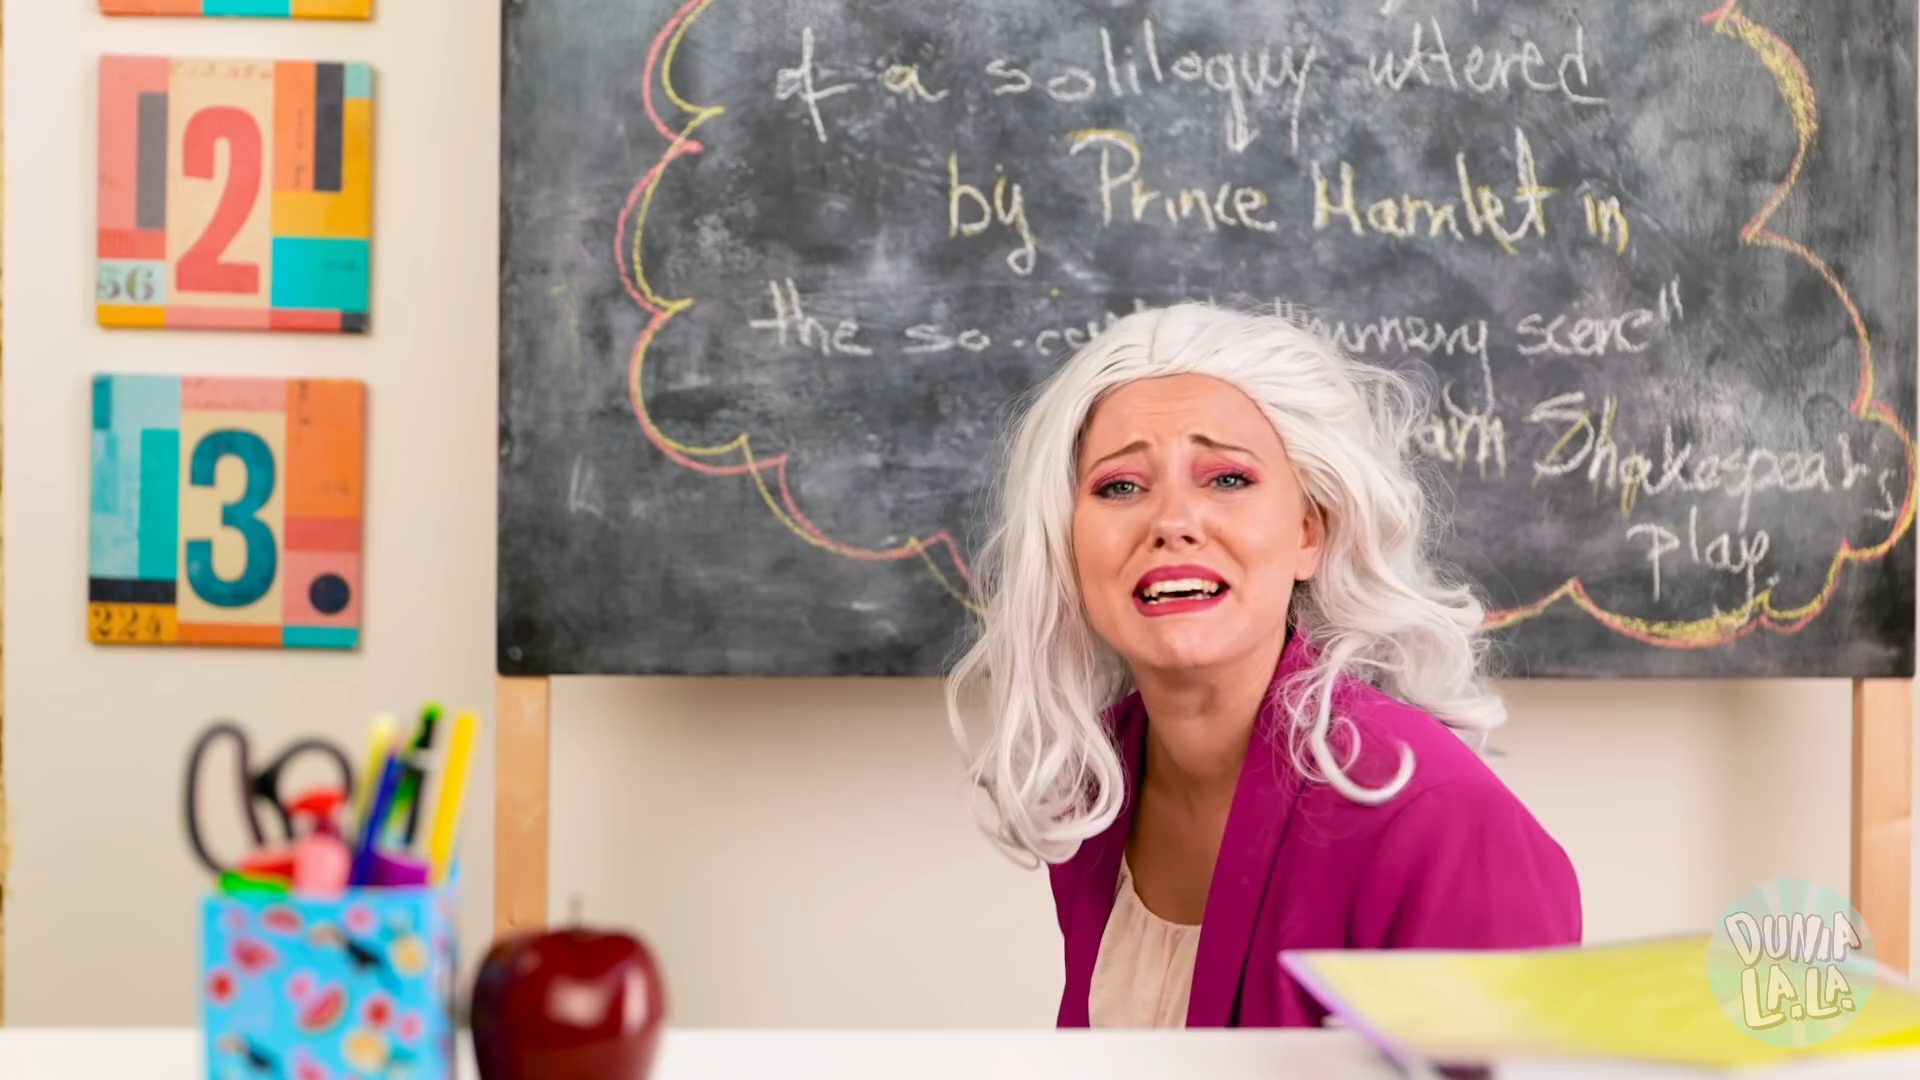 of a soliloquy uttered
by Prince Hamlet in
the so-
"nunnery scene"
Shakespear's
play.
2
56
3
224
DUNIA
LA.LA.